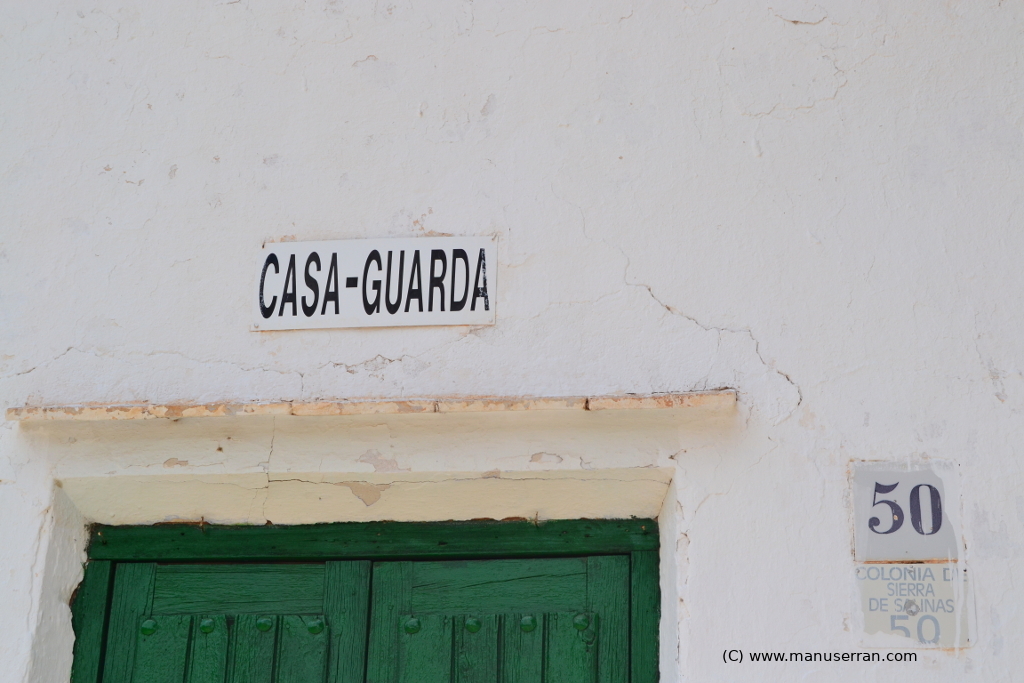 CASA-GUARDA
50
COLONIA DE
SIERRA
DE SALINAS
50
(C) www.manuserran.com